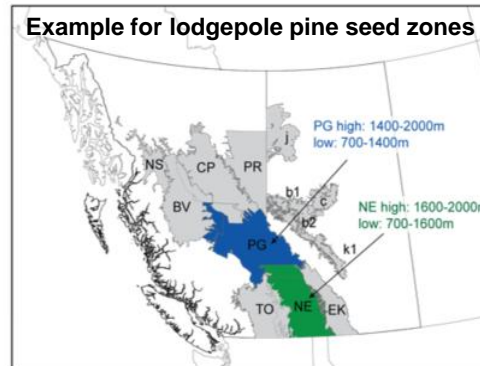 Example for lodgepole pine seed zones
PG high: 1400-2000m
low: 700-1400m
j
NS
CP
PR
b1
c
BV
b2
NE high: 1600-2000m
low: 700-1600m
PG
k1
TO
NE
EK